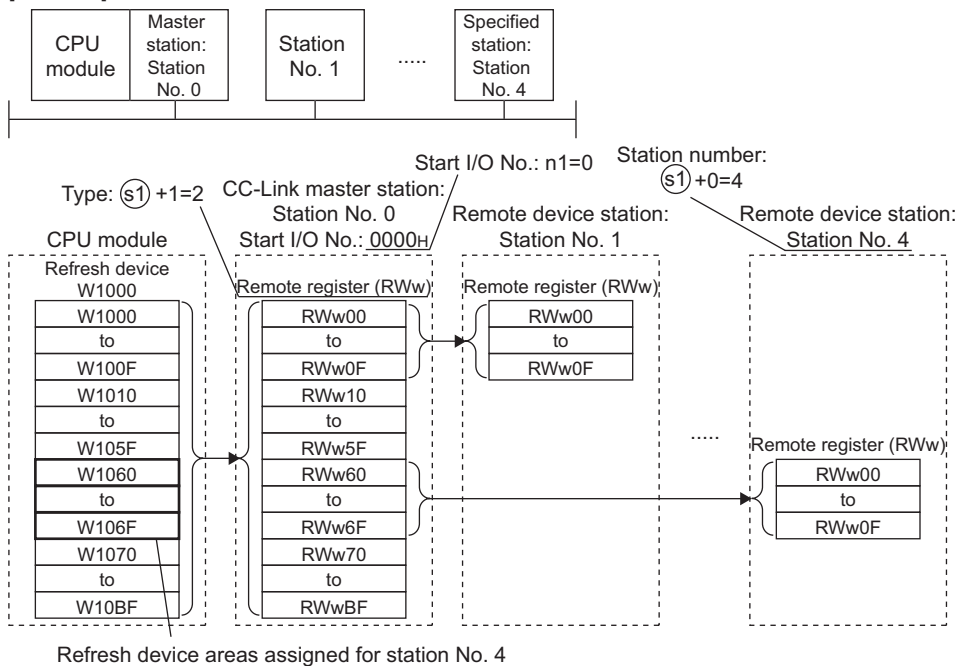 CPU
module
Master
station:
Station
No. 0
Station
No. 1
.....
Specified
station:
Station
No. 4
Start I/O No.: n1=0
Station number:
s1 +0=4
Type: s1 +1=2
CC-Link master station:
Station No. 0
Start I/O No.: 0000H
Remote device station:
Station No. 1
Remote device station:
Station No. 4
CPU module
Refresh device
W1000
W1000
to
W100F
W1010
to
W105F
W1060
to
W106F
W1070
to
W10BF
Remote register (RWw)
RWw00
to
RWw0F
RWw10
to
RWw5F
RWw60
to
RWw6F
RWw70
to
RWwBF
Remote register (RWw)
RWw00
to
RWw0F
.....
Remote register (RWw)
RWw00
to
RWw0F
Refresh device areas assigned for station No. 4